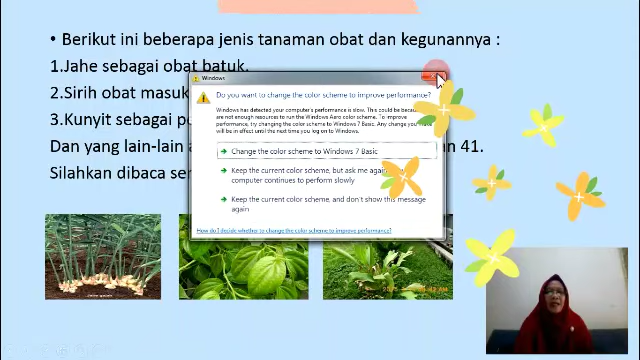 • Berikut ini beberapa jenis tanaman obat dan kegunannya :
1.Jahe sebagai obat batuk.
2.Sirih obat
3.Kunyit sebagai
Dan yang lain-lain
41.
Silahkan dibaca
Windows
Do you want to change the color scheme to improve performance?
Windows has detected your computer's performance is slow. This could be
are not enough resources to run the Windows Aero color scheme. To improve
performance, try changing the color scheme to Windows 7 Basic. Any change you make
will be in effect until the next time you log on to Windows.
Change the color scheme to Windows 7 Basic
Keep the current color scheme, but ask me again
computer continues to perform slowly
Keep the current color scheme, and don't show this message
again
How do I decide whether to change the color scheme to improve performance?